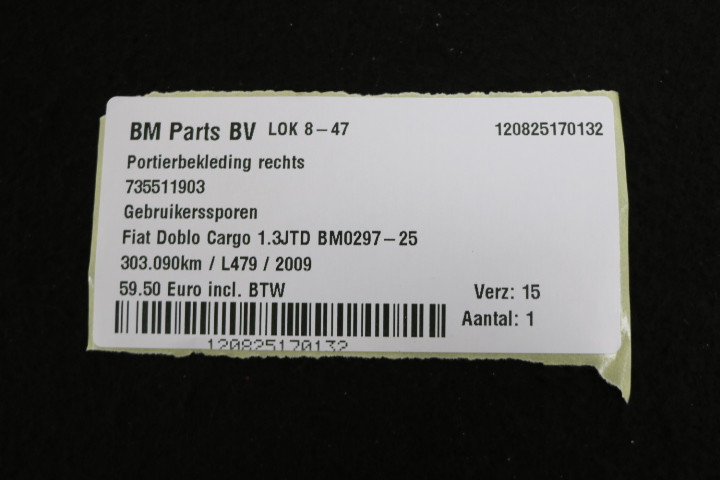 BM Parts BV LOK 8-47 120825170132
Portierbekleding rechts
735511903
Gebruikerssporen
Fiat Doblo Cargo 1.3JTD BM0297-25
303.090km / L479 / 2009
59.50 Euro incl. BTW Verz: 15
Aantal: 1
120825170132